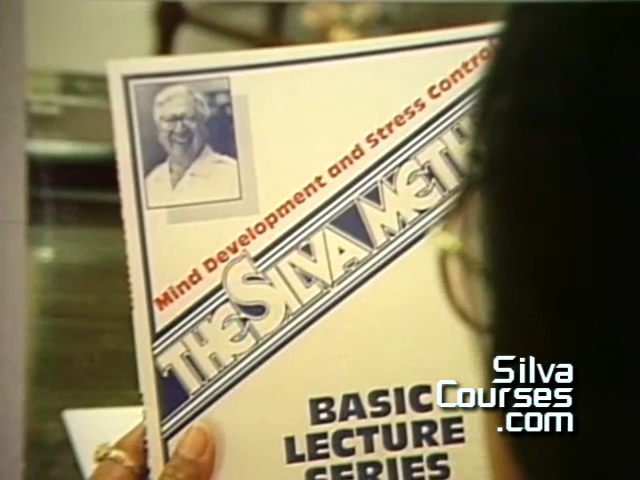 Mind Development and Stress Control
THE SILVA METH
BASIC
LECTURE
SERIES
Silva
Courses
.com